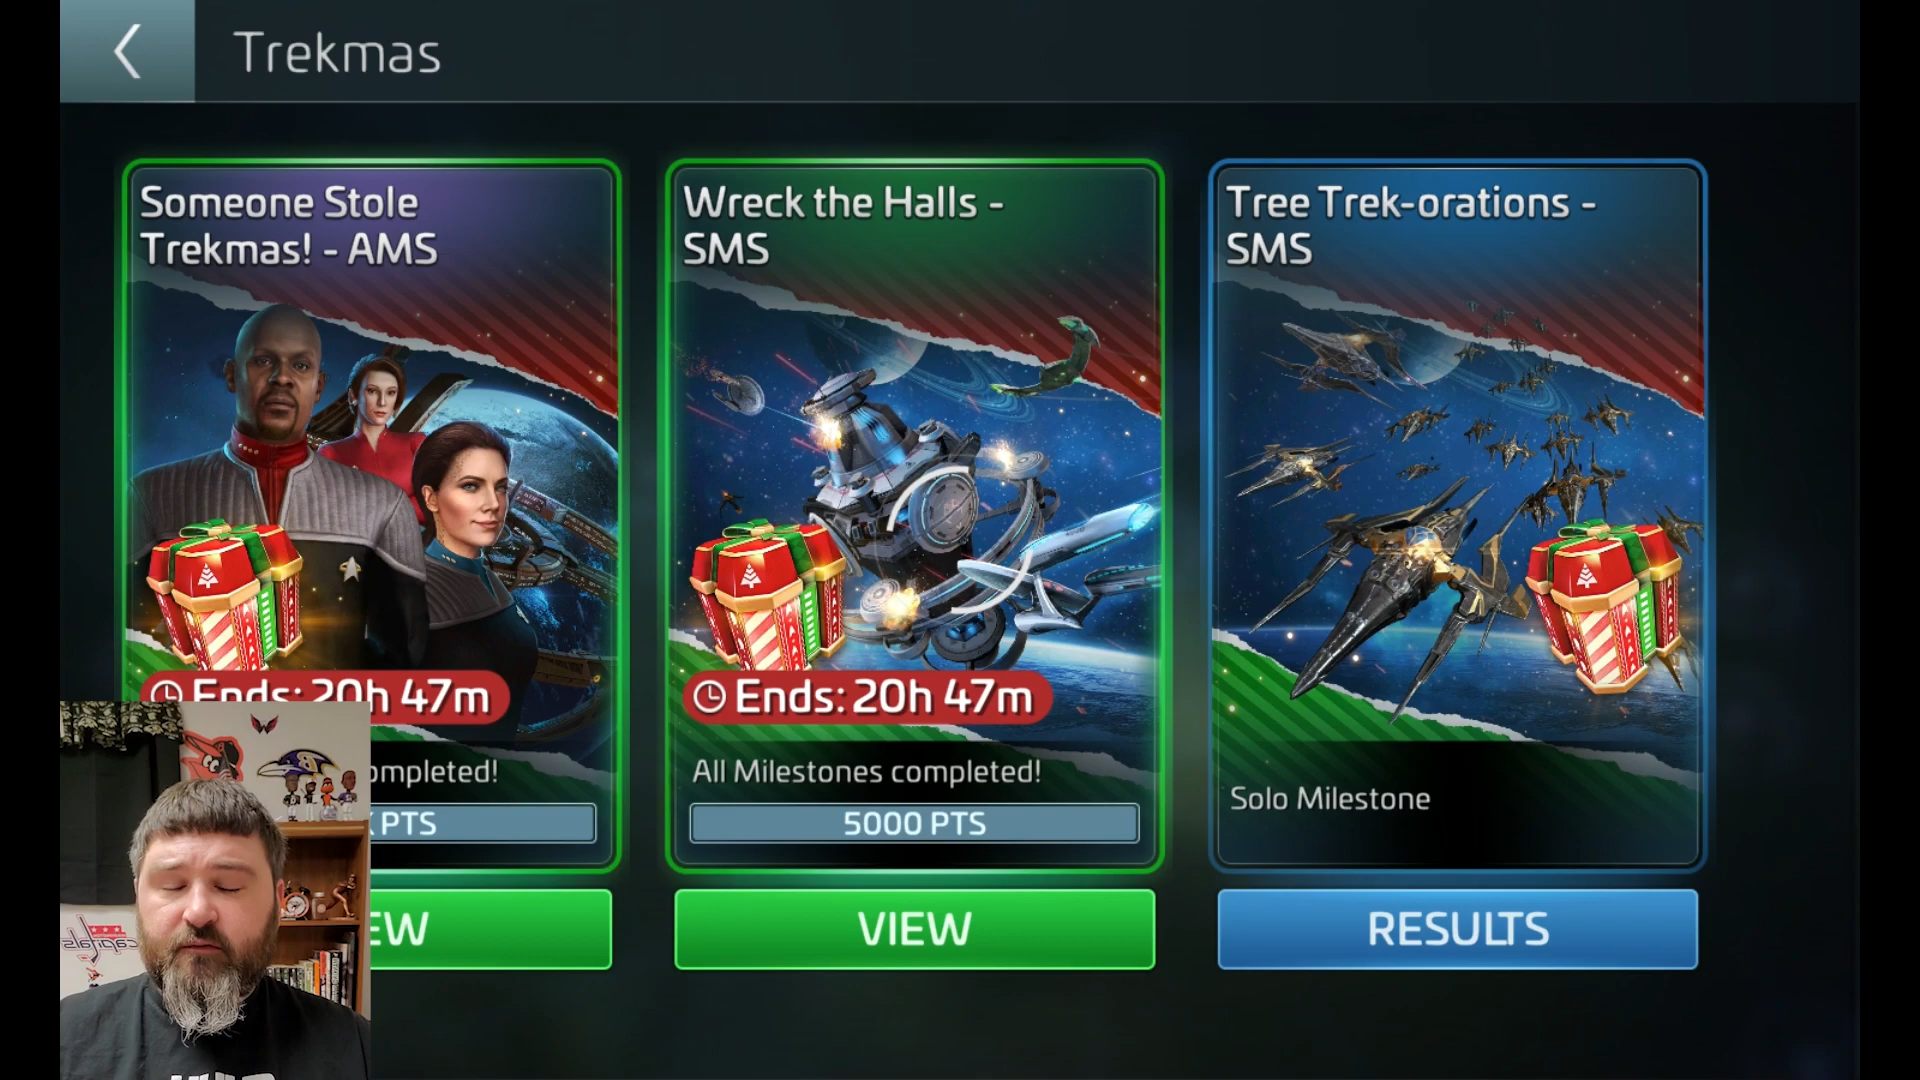 Trekmas
Someone Stole
Trekmas! - AMS
Ends: 20h 47m
ompleted!
K PTS
EW
Wreck the Halls -
SMS
Ends: 20h 47m
All Milestones completed!
5000 PTS
VIEW
Tree Trek-orations -
SMS
Solo Milestone
RESULTS